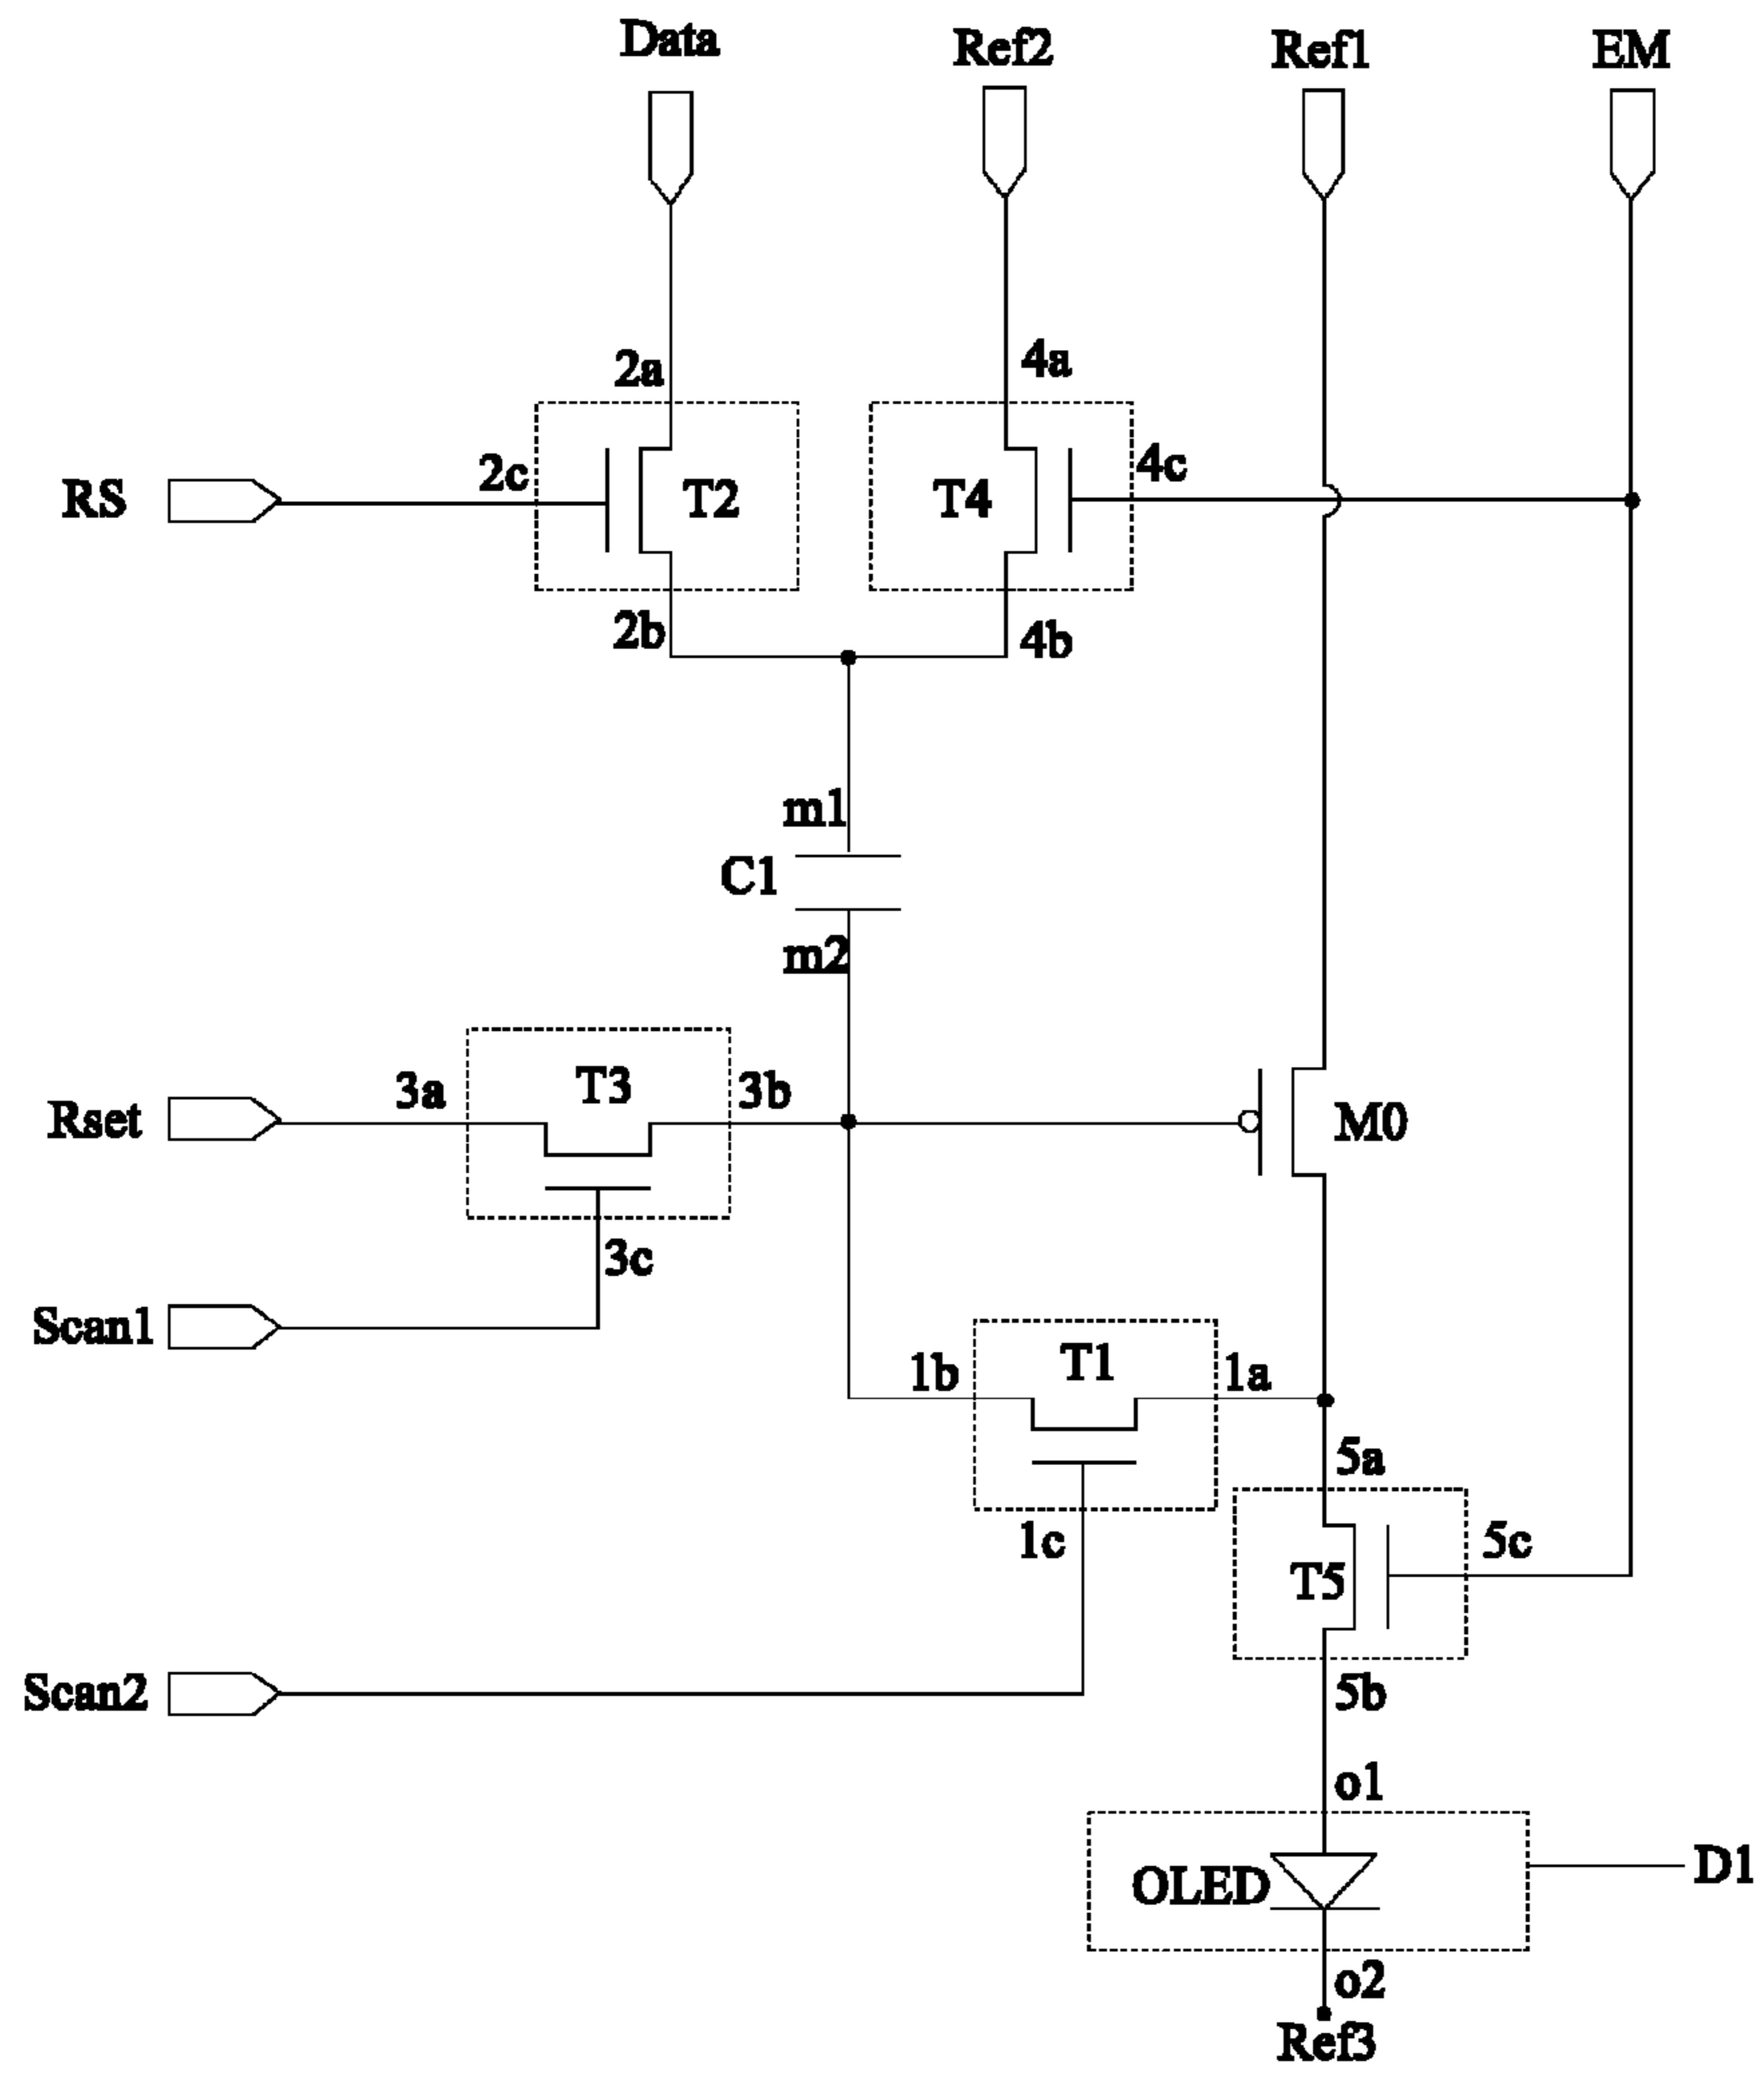 Data Ref2 Ref1 EM
2a 4a
RS 2c T2 T4 4c
2b 4b
m1
C1
m2
Rset 3a T3 3b M0
3c
Scan1
1b T1 1a
5a
1c T5 5c
Scan2 5b
o1
OLED D1
o2
Ref3